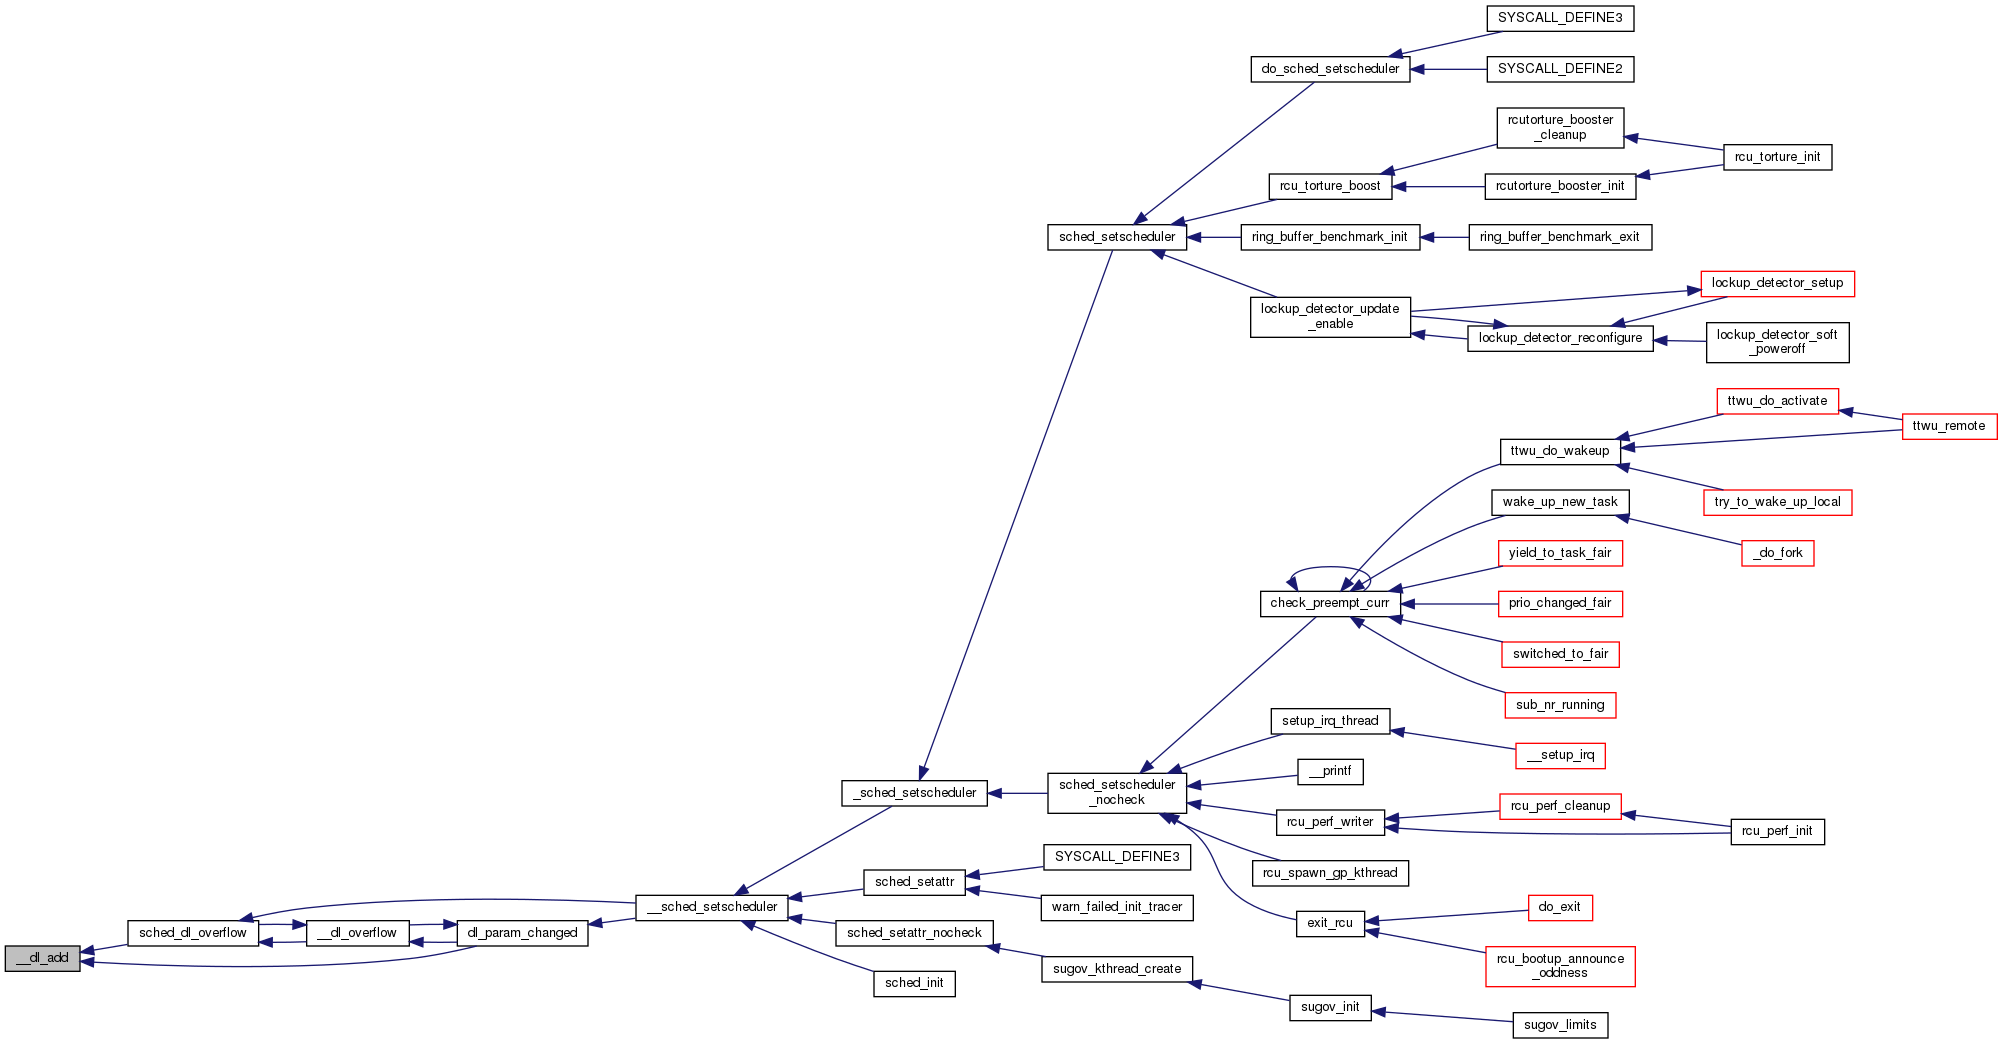 SYSCALL_DEFINE3
do_sched_setscheduler
SYSCALL_DEFINE2
rcutorture_booster
_cleanup
rcu_torture_init
rcu_torture_boost
rcutorture_booster_init
sched_setscheduler
ring_buffer_benchmark_init
ring_buffer_benchmark_exit
lockup_detector_setup
lockup_detector_update
_enable
lockup_detector_reconfigure
lockup_detector_soft
_poweroff
ttwu_do_activate
ttwu_remote
ttwu_do_wakeup
try_to_wake_up_local
wake_up_new_task
_do_fork
yield_to_task_fair
check_preempt_curr
prio_changed_fair
switched_to_fair
sub_nr_running
setup_irq_thread
__setup_irq
__printf
_sched_setscheduler
sched_setscheduler
_nocheck
rcu_perf_cleanup
rcu_perf_writer
rcu_perf_init
SYSCALL_DEFINE3
rcu_spawn_gp_kthread
sched_setattr
warn_failed_init_tracer
do_exit
__sched_setscheduler
exit_rcu
sched_dl_overflow
__dl_overflow
dl_param_changed
sched_setattr_nocheck
__dl_add
rcu_bootup_announce
_oddness
sugov_kthread_create
sched_init
sugov_init
sugov_limits